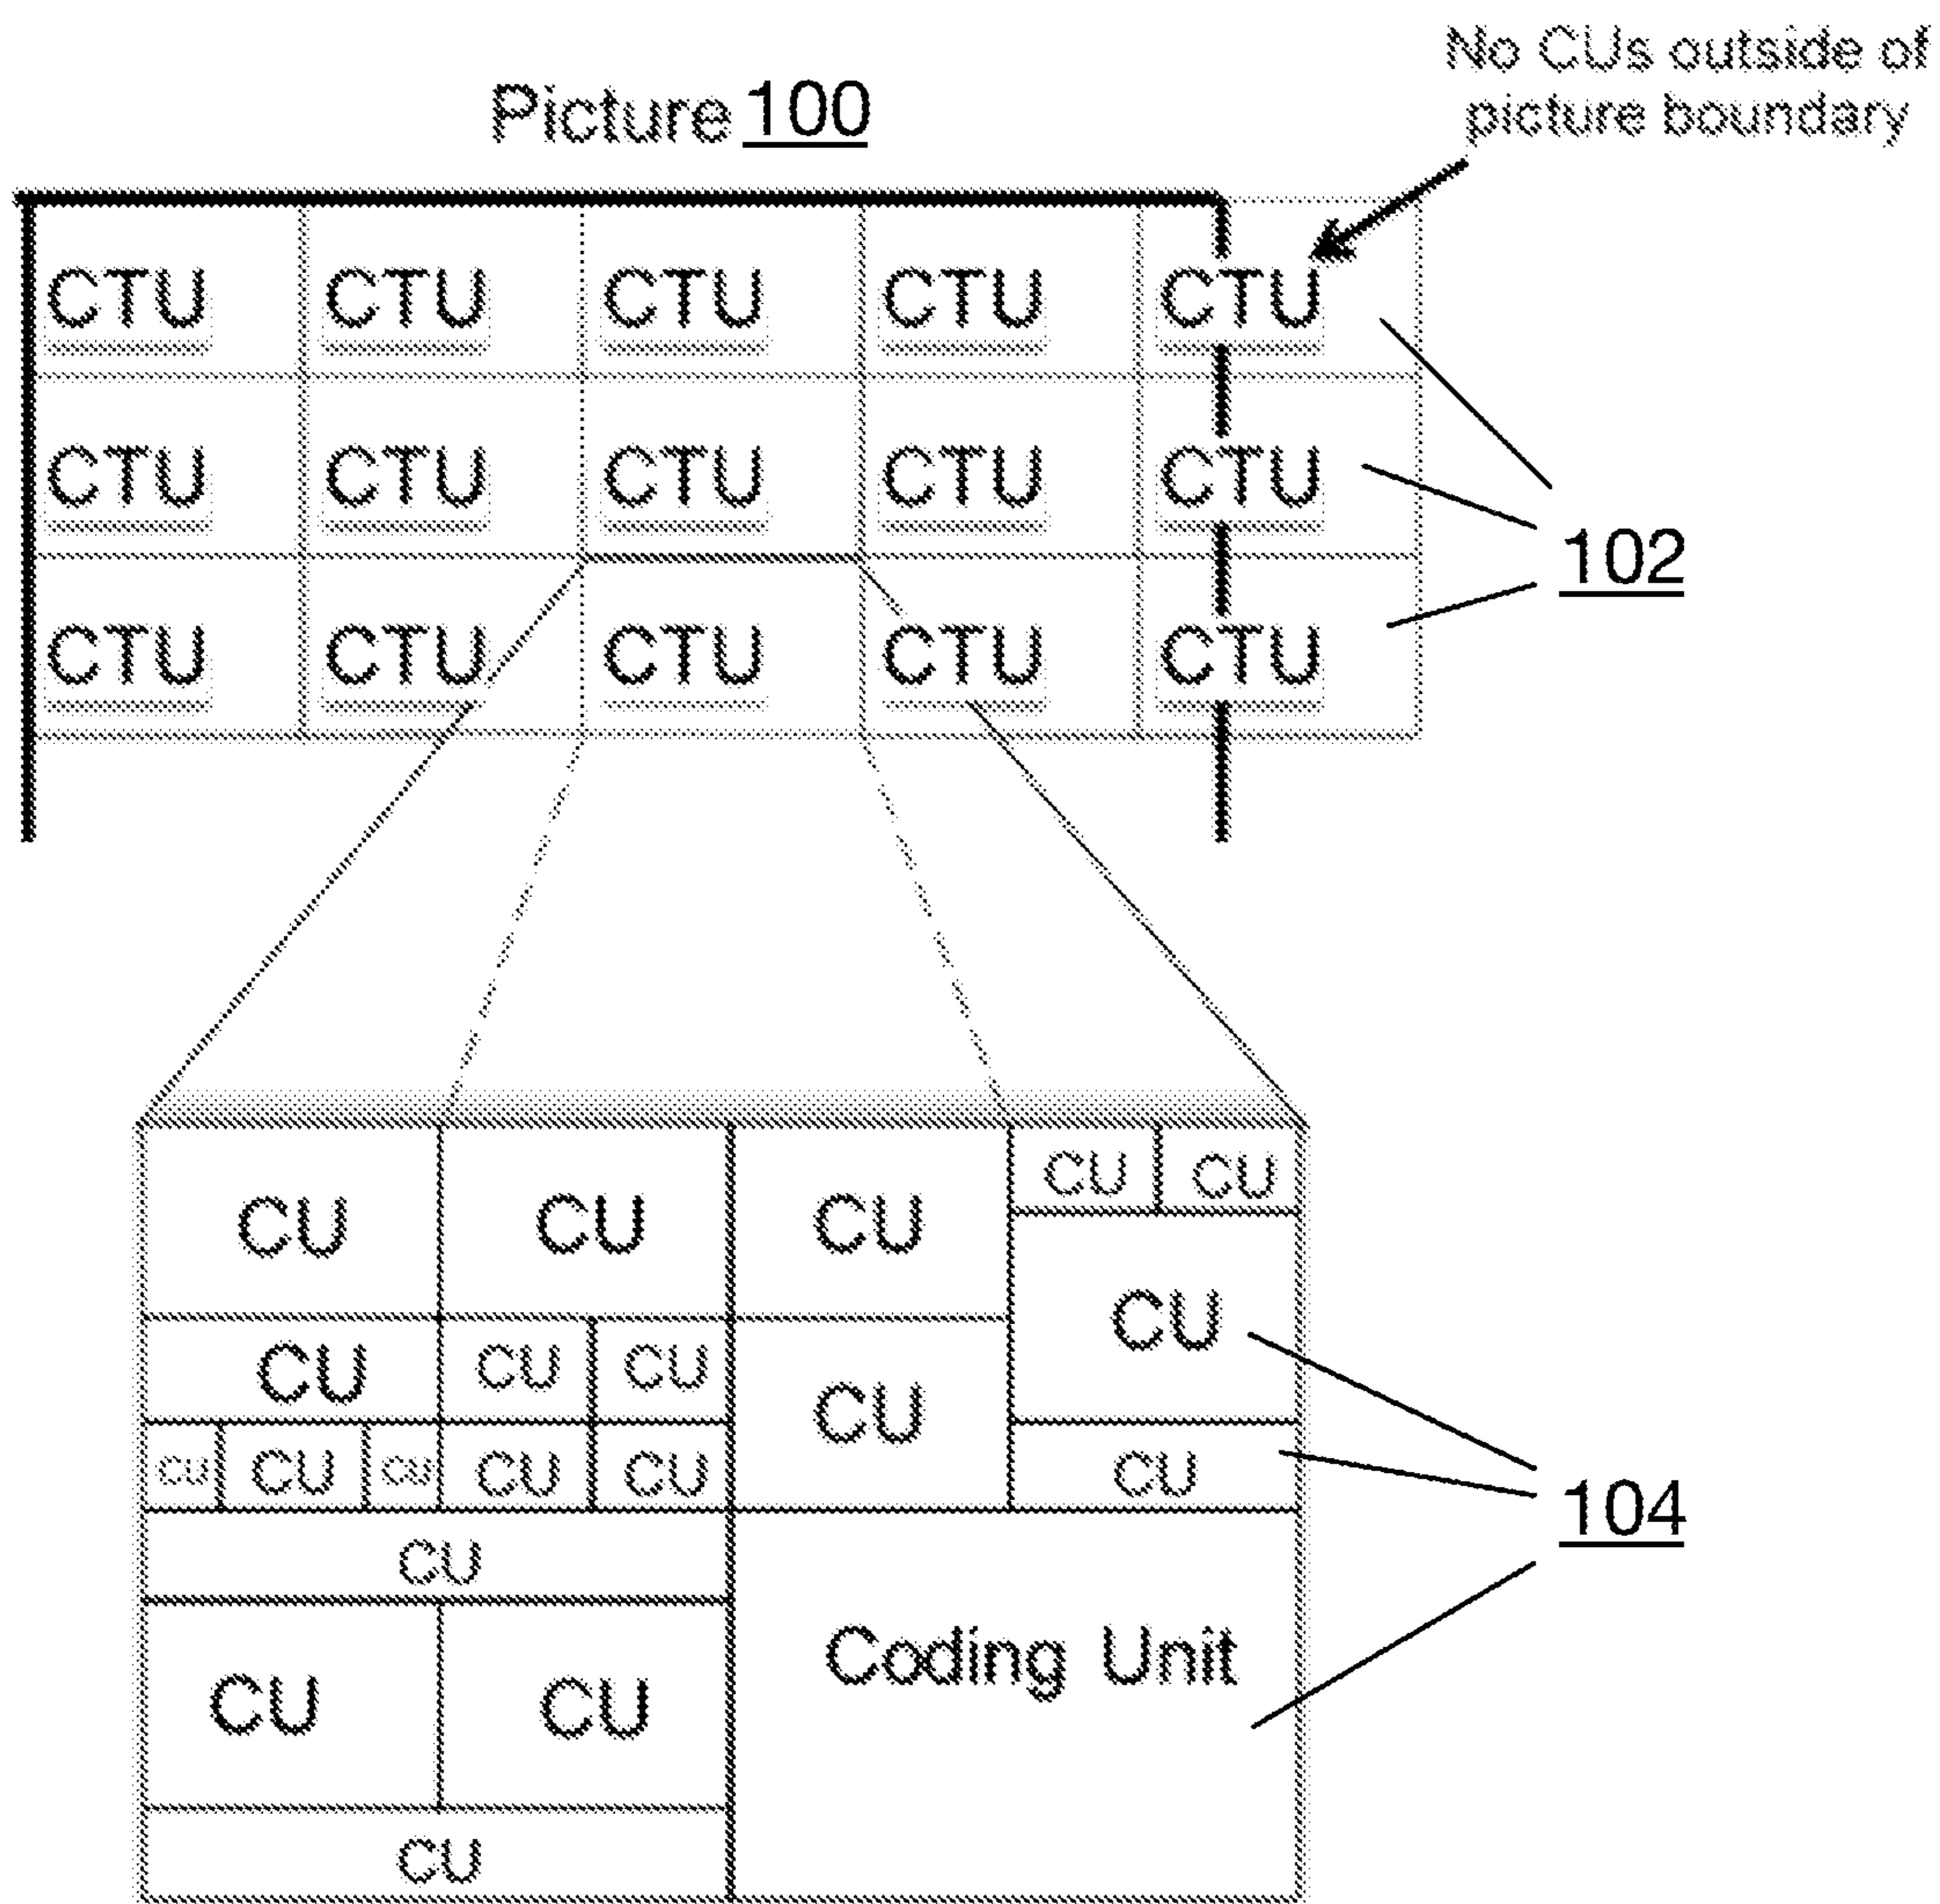 No CUs outside of
picture boundary
Picture 100
CTU CTU CTU CTU CTU
CTU CTU CTU CTU CTU
102
CTU CTU CTU CTU CTU
CU CU
CU CU CU
CU
CU CU CU
CU
CU CU CU CU CU CU
104
CU
Coding Unit
CU CU
CU